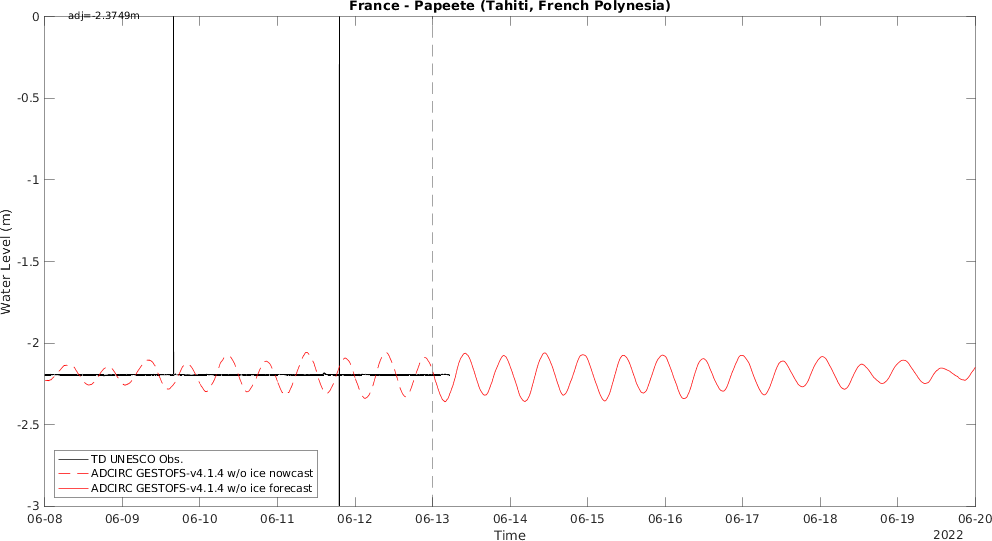 France - Papeete (Tahiti, French Polynesia)
adj=-2.3749m
0
-0.5
-1
-1.5
-2
-2.5
-3
Water Level (m)
TD UNESCO Obs.
ADCIRC GESTOFS-v4.1.4 w/o ice nowcast
ADCIRC GESTOFS-v4.1.4 w/o ice forecast
06-08 06-09 06-10 06-11 06-12 06-13 06-14 06-15 06-16 06-17 06-18 06-19 06-20
Time
2022